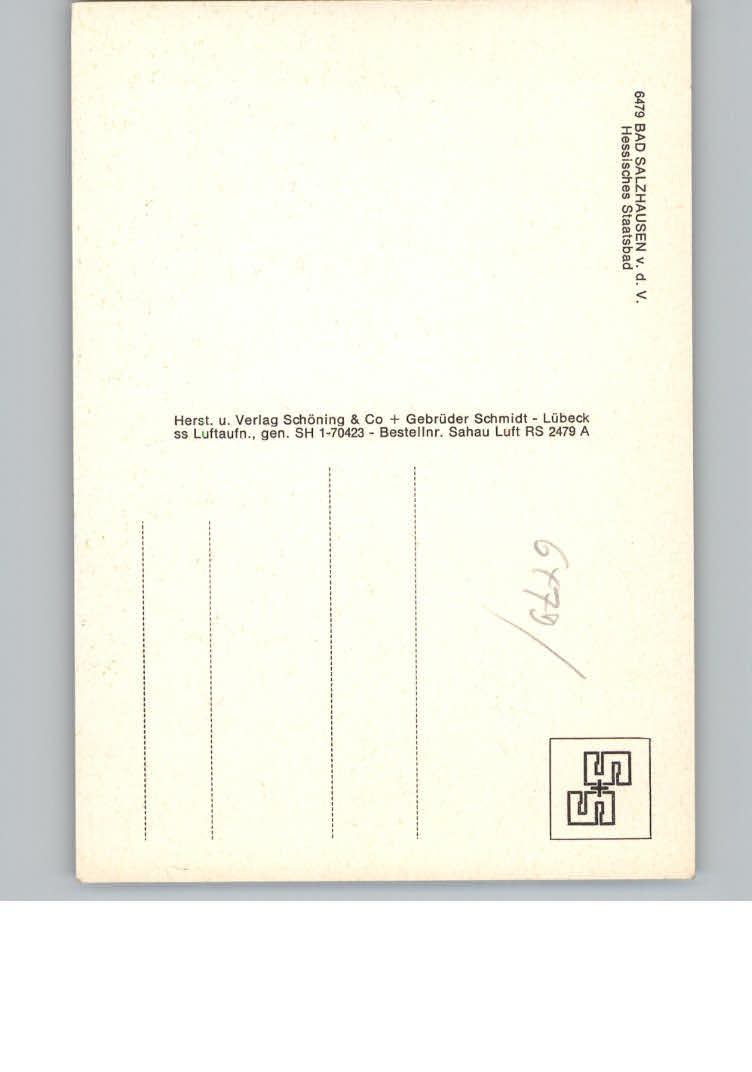 6479 BAD SALZHAUSEN v. d. V.
Hessisches Staatsbad
Herst. u. Verlag Schöning & Co + Gebrüder Schmidt - Lübeck
ss Luftaufn., gen. SH 1-70423 - Bestellnr. Sahau Luft RS 2479 A
6479/
S+S